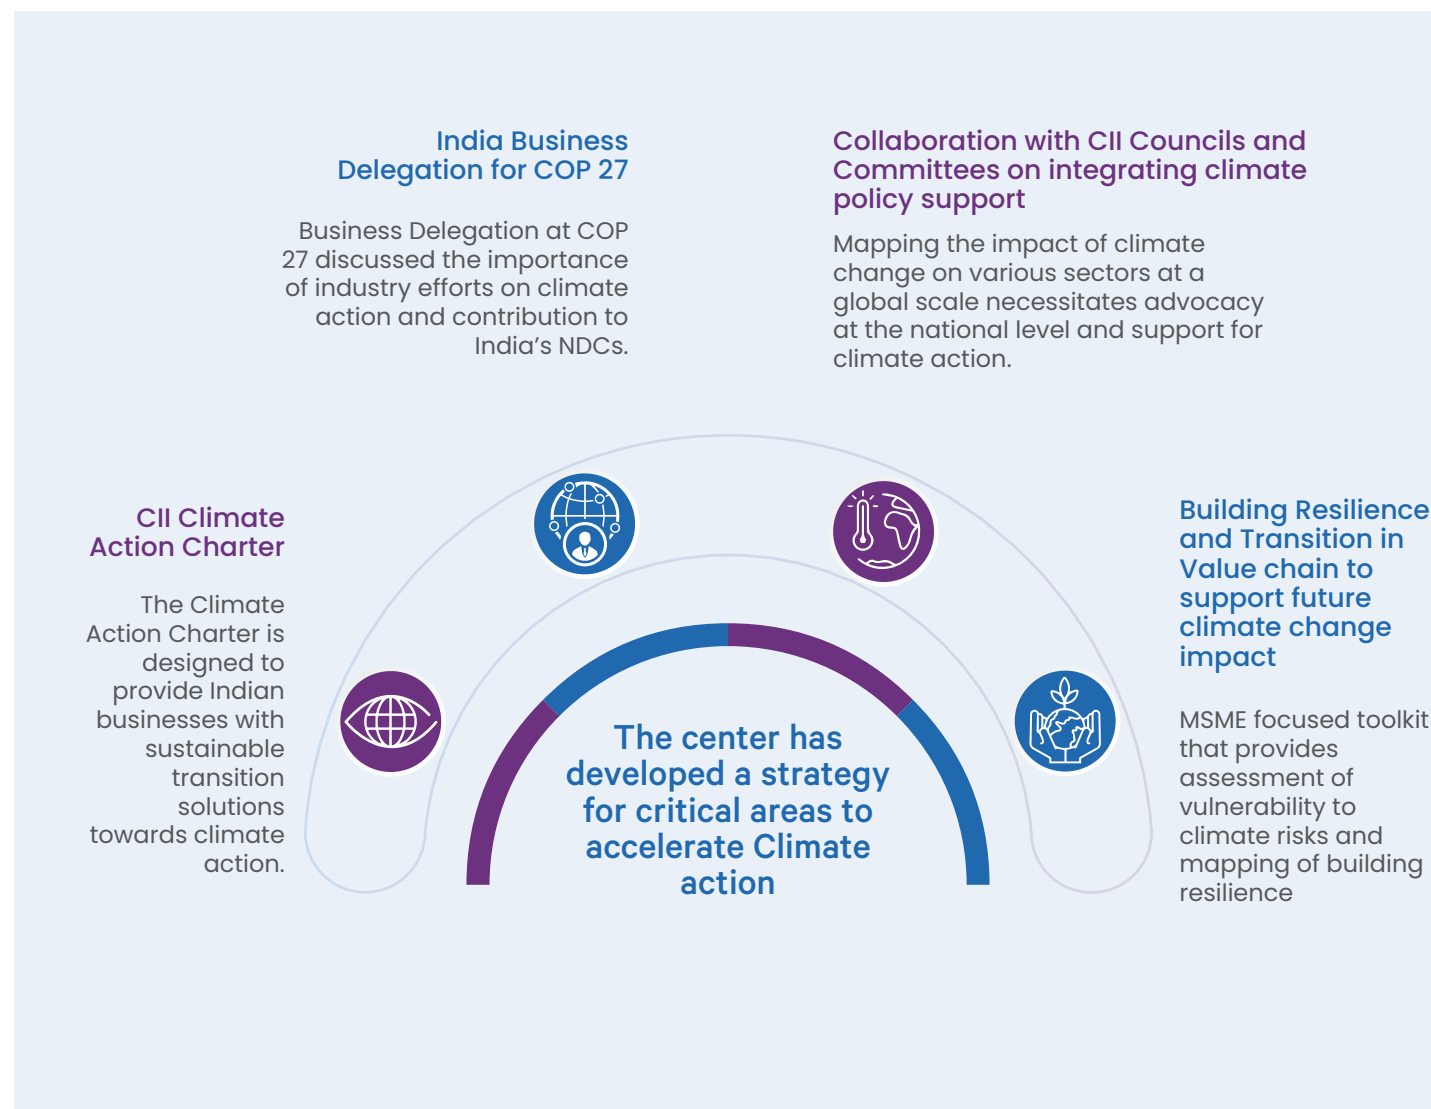 India Business
Delegation for COP 27
Business Delegation at COP
27 discussed the importance
of industry efforts on climate
action and contribution to
India’s NDCs.
Collaboration with CII Councils and
Committees on integrating climate
policy support
Mapping the impact of climate
change on various sectors at a
global scale necessitates advocacy
at the national level and support for
climate action.
CII Climate
Action Charter
The Climate
Action Charter is
designed to
provide Indian
businesses with
sustainable
transition
solutions
towards climate
action.
The center has
developed a strategy
for critical areas to
accelerate Climate
action
Building Resilience
and Transition in
Value chain to
support future
climate change
impact
MSME focused toolkit
that provides
assessment of
vulnerability to
climate risks and
mapping of building
resilience